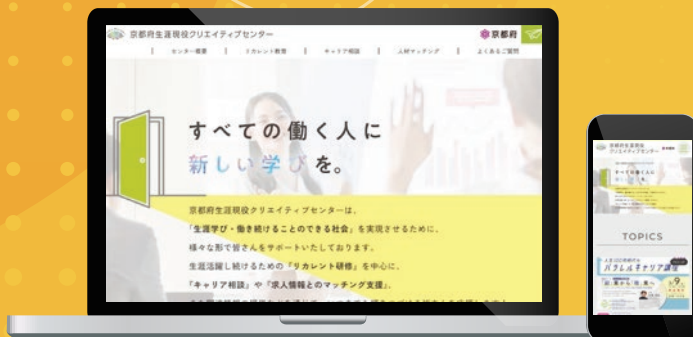 京都府生涯現役クリエイティブセンター
京都府
センター概要 | リカレント教育 | キャリア相談 | 人材マッチング | よくあるご質問
すべての働く人に
新しい学びを。
京都府生涯現役クリエイティブセンターは、
「生涯学び・働き続けることのできる社会」を実現させるために、
様々な形で皆さんをサポートいたしております。
生涯活躍し続けるための「リカレント研修」を中心に、
「キャリア相談」や「求人情報とのマッチング支援」、
京都府生涯現役
クリエイティブセンター
京都府
すべての働く人に
新しい学びを。
TOPICS
パラレルキャリア講座